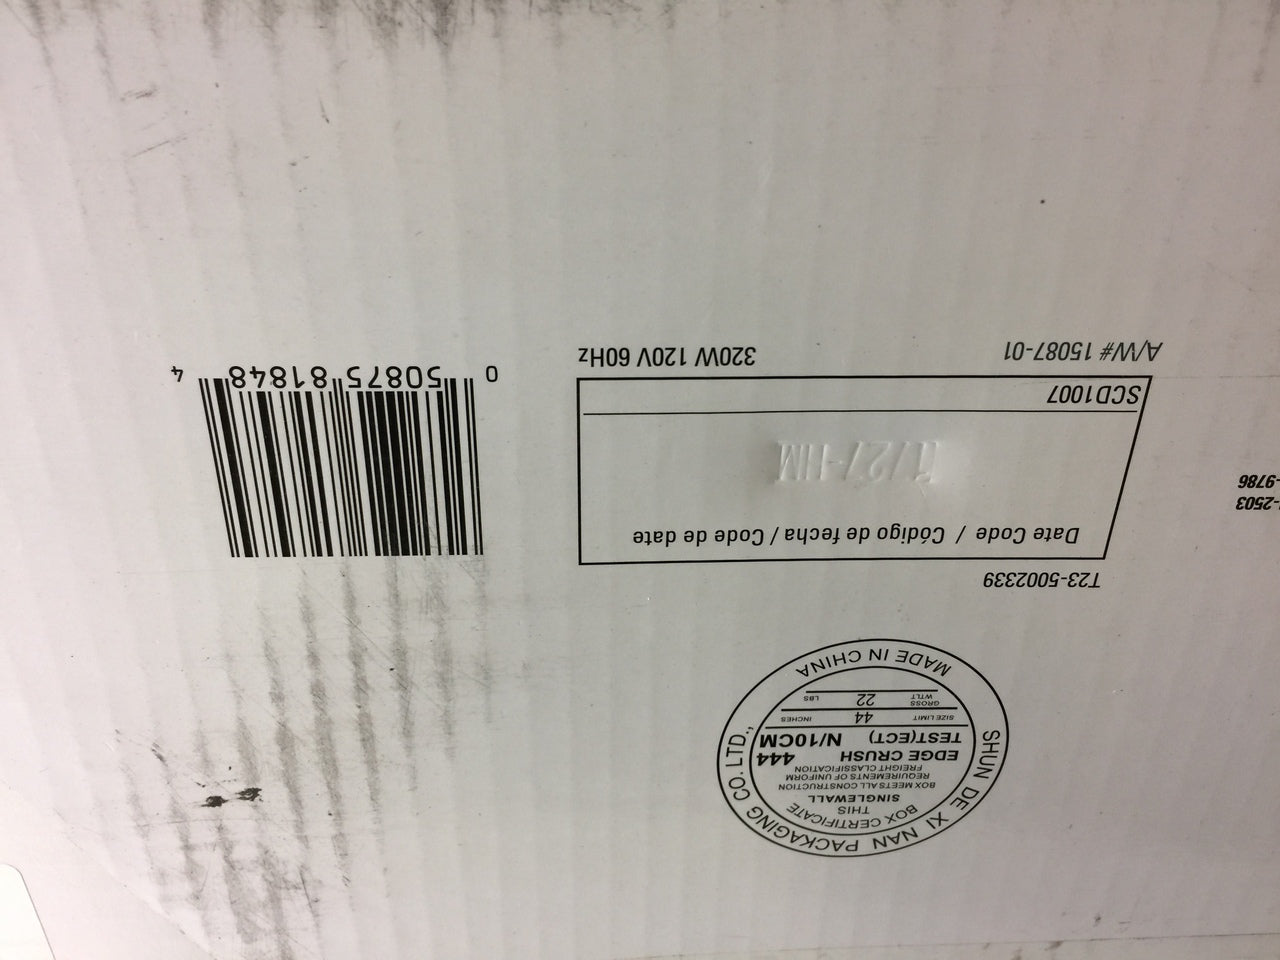 SHUN DE XI NAN PACKAGING CO. LTD.,
BOX CERTIFICATE
THIS
SINGLEWALL
BOX MEETS ALL CONSTRUCTION
REQUIREMENTS OF UNIFORM
FREIGHT CLASSIFICATION
EDGE CRUSH 444
TEST(ECT) N/10CM
SIZE LIMIT 44 INCHES
GROSS WTLT 22 LBS
MADE IN CHINA
T23-5002339
Date Code / Código de fecha / Code de date
1727-HM
SCD1007
A/W# 15087-01 320W 120V 60Hz
0 50875 81848 4
-2503
-9786